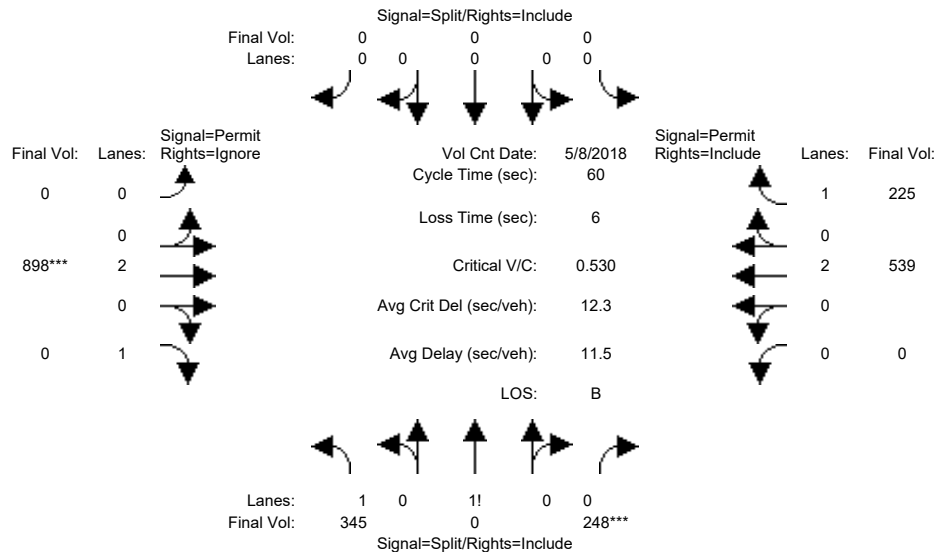 Signal=Split/Rights=Include
Final Vol: 0 0 0
Lanes: 0 0 0 0 0
Signal=Permit
Final Vol: Lanes: Rights=Ignore
Vol Cnt Date: 5/8/2018
Signal=Permit
Rights=Include Lanes: Final Vol:
Cycle Time (sec): 60
0 0
1 225
Loss Time (sec): 6
0
0
898*** 2
Critical V/C: 0.530
2 539
0
Avg Crit Del (sec/veh): 12.3
0
0 1
Avg Delay (sec/veh): 11.5
0 0
LOS: B
Lanes: 1 0 1! 0 0
Final Vol: 345 0 248***
Signal=Split/Rights=Include